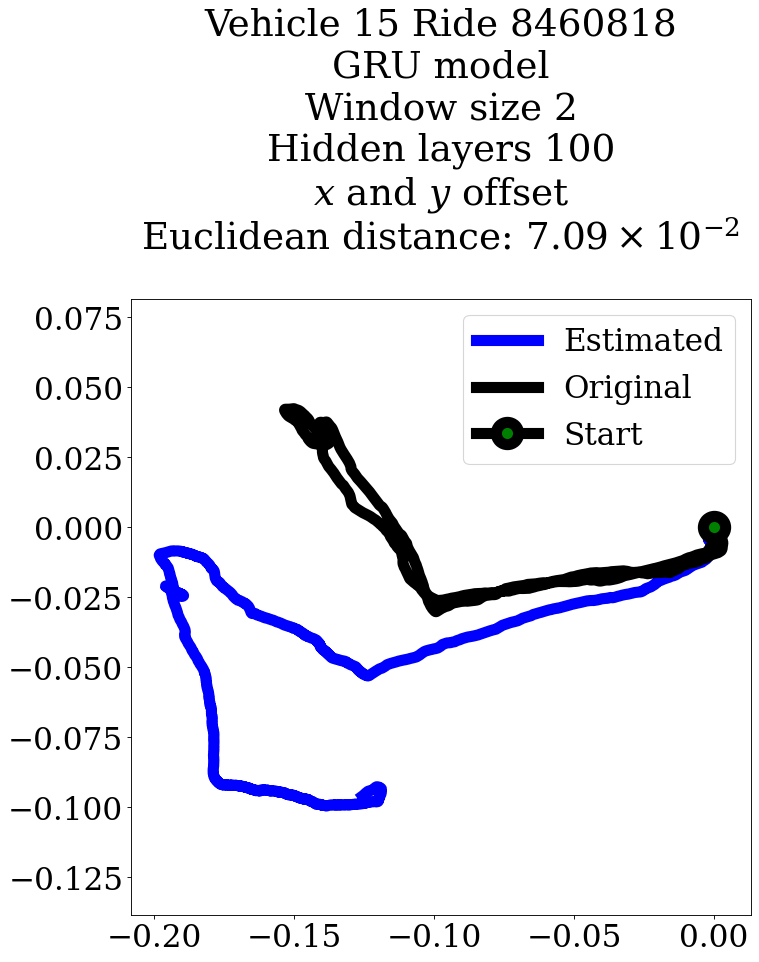 Vehicle 15 Ride 8460818
GRU model
Window size 2
Hidden layers 100
x and y offset
Euclidean distance: 7.09 × 10⁻²
Estimated
Original
Start
0.075
0.050
0.025
0.000
−0.025
−0.050
−0.075
−0.100
−0.125
−0.20 −0.15 −0.10 −0.05 0.00